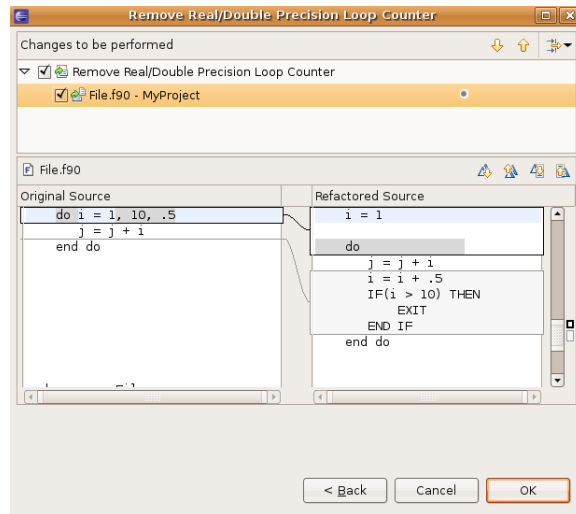 Remove Real/Double Precision Loop Counter
Changes to be performed
Remove Real/Double Precision Loop Counter
File.f90 - MyProject
File.f90
Original Source
do i = 1, 10, .5
j = j + i
end do
Refactored Source
i = 1
do
j = j + i
i = i + .5
IF(i > 10) THEN
EXIT
END IF
end do
< Back
Cancel
OK